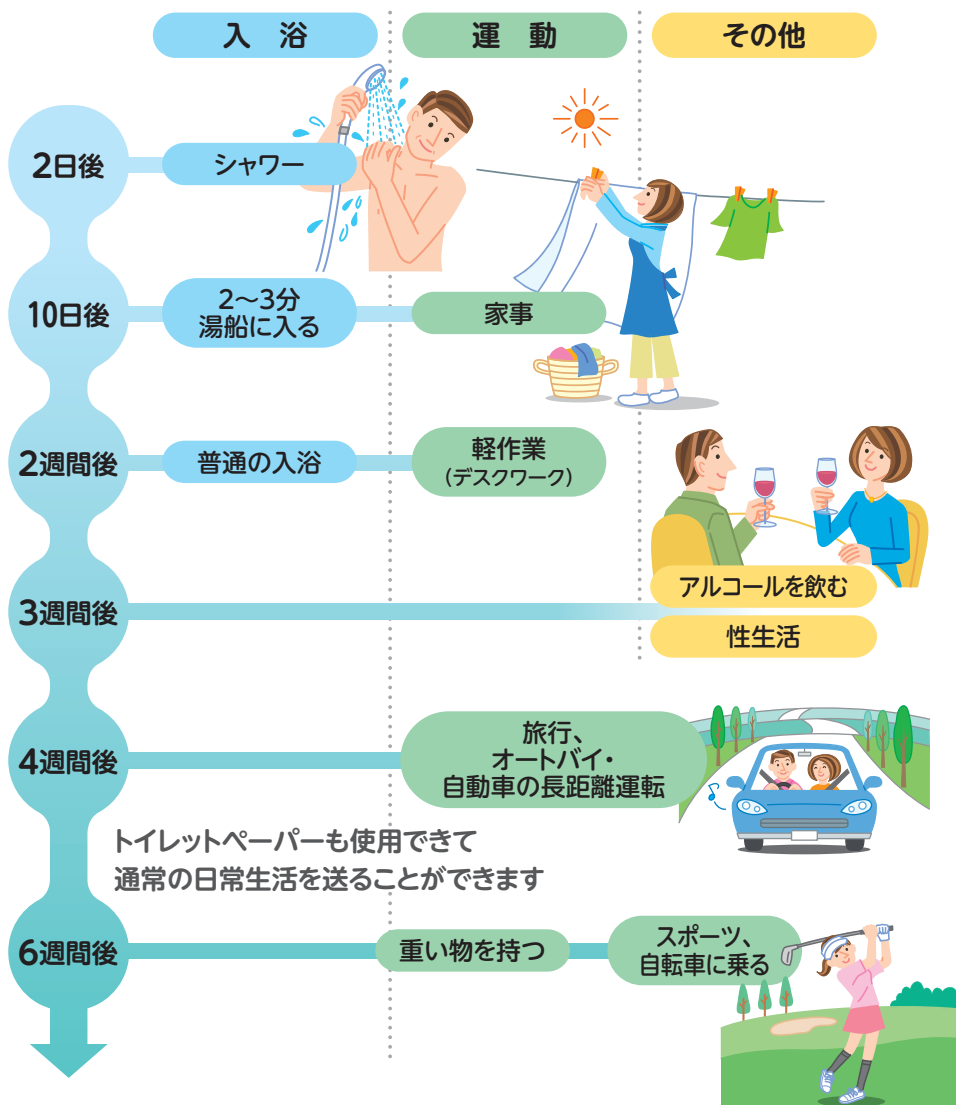 入　浴
運　動
その他
2日後
シャワー
10日後
2〜3分
湯船に入る
家事
2週間後
普通の入浴
軽作業
（デスクワーク）
3週間後
アルコールを飲む
性生活
4週間後
旅行、
オートバイ・
自動車の長距離運転
トイレットペーパーも使用できて
通常の日常生活を送ることができます
6週間後
重い物を持つ
スポーツ、
自転車に乗る